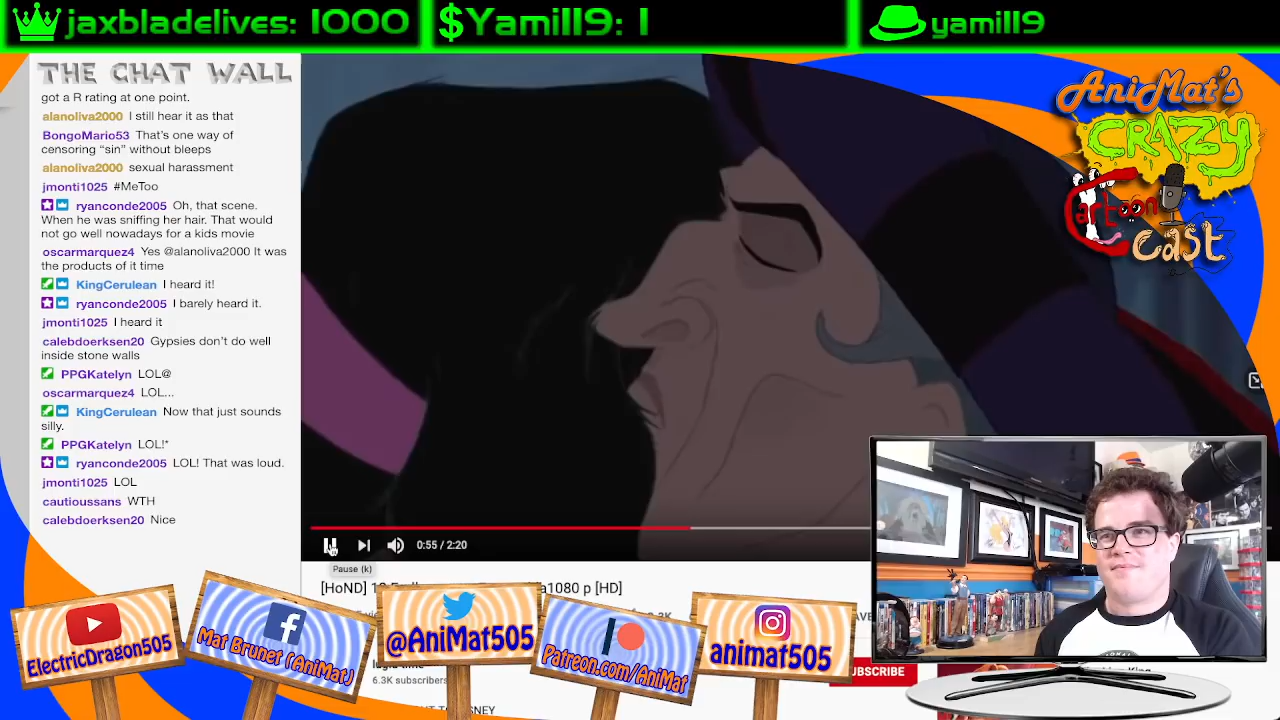 jaxbladelives: 1000
$Yamil19: 1
yamil19
THE CHAT WALL
got a R rating at one point.
alanoliva2000 I still hear it as that
BongoMario53 That's one way of
censoring “sin” without bleeps
alanoliva2000 sexual harassment
jmonti1025 #MeToo
ryanconde2005 Oh, that scene.
When he was sniffing her hair. That would
not go well nowadays for a kids movie
oscarmarquez4 Yes @alanoliva2000 It was
the products of it time
KingCerulean I heard it!
ryanconde2005 I barely heard it.
jmonti1025 I heard it
calebdoerksen20 Gypsies don't do well
inside stone walls
PPGKatelyn LOL@
oscarmarquez4 LOL...
KingCerulean Now that just sounds
silly.
PPGKatelyn LOL!*
ryanconde2005 LOL! That was loud.
jmonti1025 LOL
cautioussans WTH
calebdoerksen20 Nice
AniMat's
CRAZY
Cartoon
Cast
0:55 / 2:20
Pause (k)
[HoND] 1080 p [HD]
6.3K subscribers
ElectricDragon505
Mat Brunet (AniMat)
@AniMat505
Patreon.com/AniMat
animat505